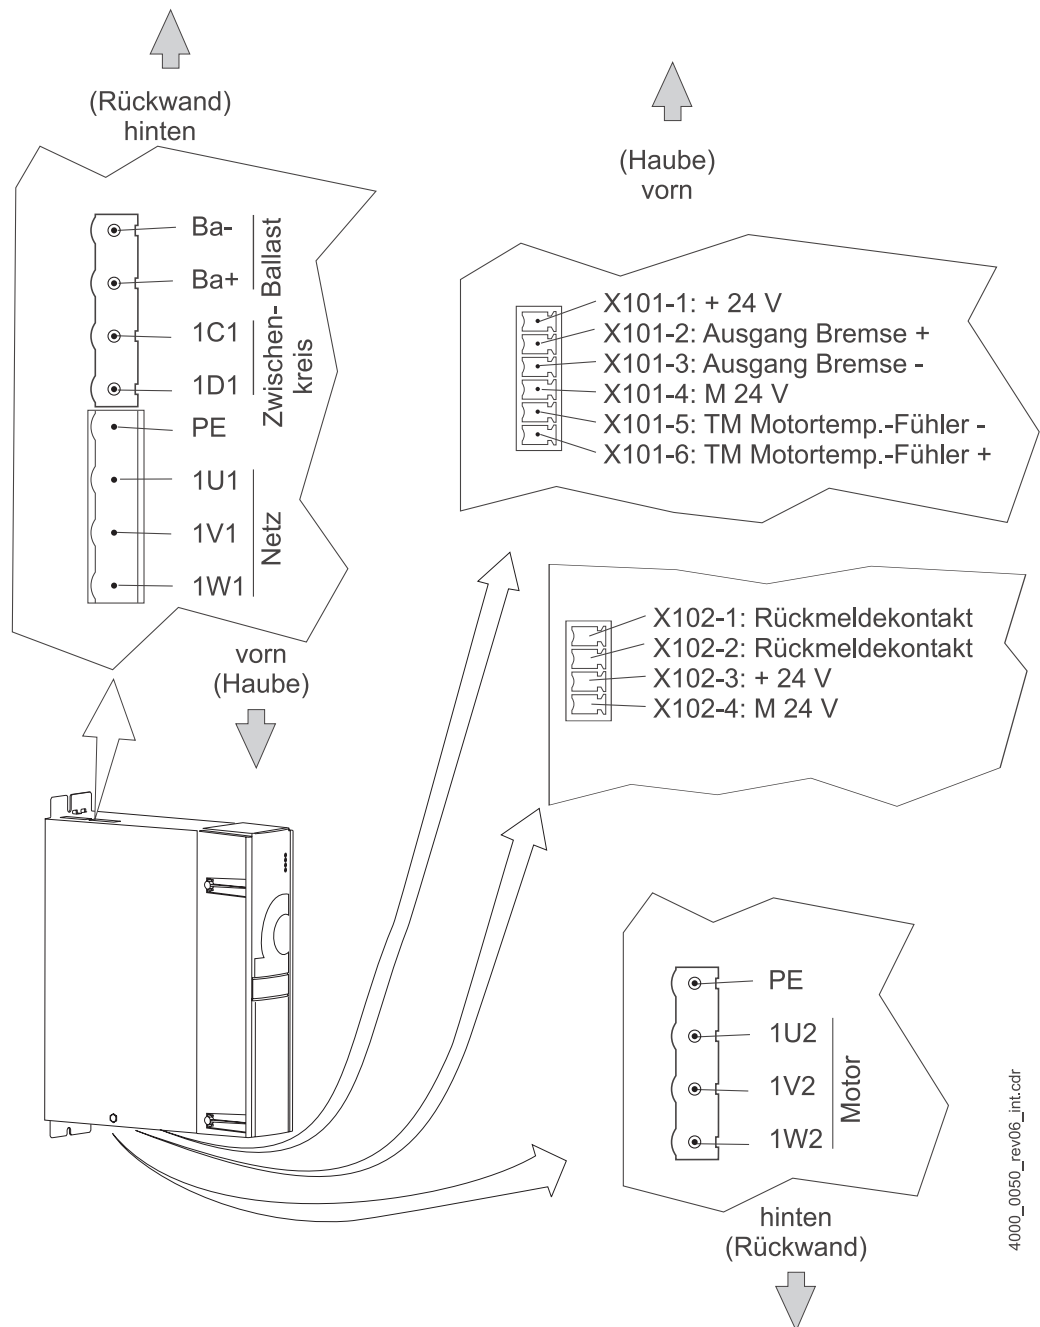 (Rückwand)
hinten
Ba-
Ba+
Ballast
1C1
1D1
Zwischen-
kreis
PE
1U1
1V1
1W1
Netz
vorn
(Haube)
(Haube)
vorn
X101-1: + 24 V
X101-2: Ausgang Bremse +
X101-3: Ausgang Bremse -
X101-4: M 24 V
X101-5: TM Motortemp.-Fühler -
X101-6: TM Motortemp.-Fühler +
X102-1: Rückmeldekontakt
X102-2: Rückmeldekontakt
X102-3: + 24 V
X102-4: M 24 V
PE
1U2
1V2
1W2
Motor
hinten
(Rückwand)
4000_0050_rev06_int.cdr